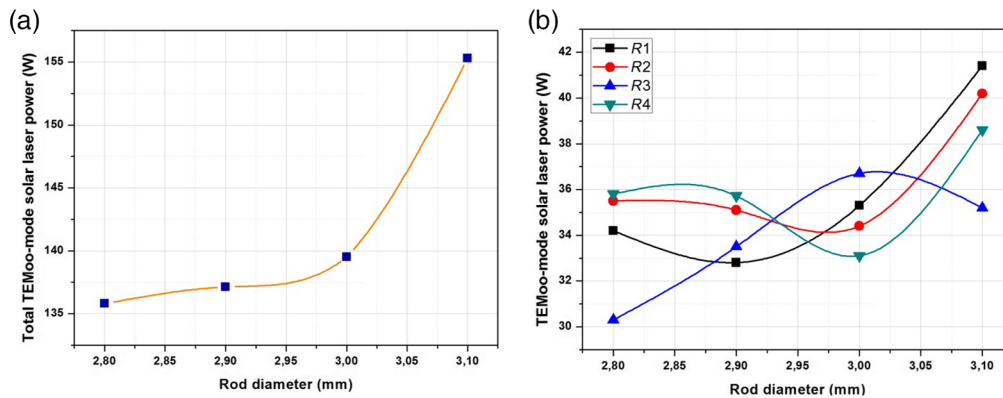 (a)
Total TEMoo-mode solar laser power (W)
155
150
145
140
135
2,80
2,85
2,90
2,95
3,00
3,05
3,10
Rod diameter (mm)
(b)
TEMoo-mode solar laser power (W)
R1
R2
R3
R4
42
40
38
36
34
32
30
2,80
2,85
2,90
2,95
3,00
3,05
3,10
Rod diameter (mm)